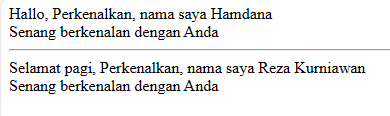 Hallo, Perkenalkan, nama saya Hamdana
Senang berkenalan dengan Anda
Selamat pagi, Perkenalkan, nama saya Reza Kurniawan
Senang berkenalan dengan Anda